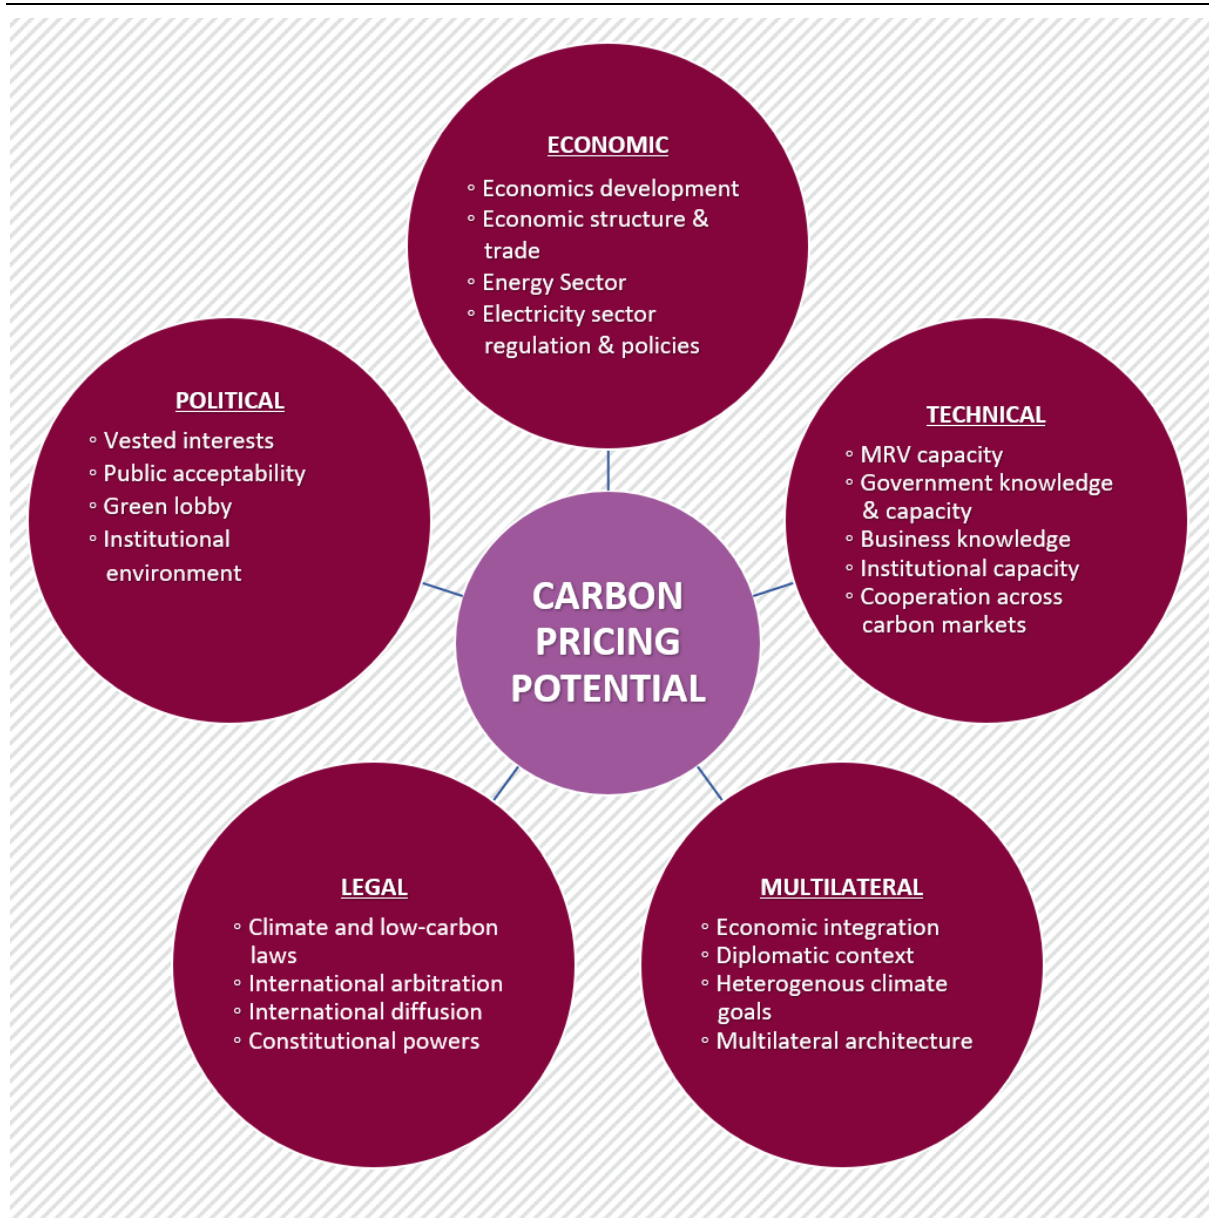 ECONOMIC
◦ Economics development
◦ Economic structure &
trade
◦ Energy Sector
◦ Electricity sector
regulation & policies
POLITICAL
◦ Vested interests
◦ Public acceptability
◦ Green lobby
◦ Institutional
environment
TECHNICAL
◦ MRV capacity
◦ Government knowledge
& capacity
◦ Business knowledge
◦ Institutional capacity
◦ Cooperation across
carbon markets
CARBON
PRICING
POTENTIAL
LEGAL
◦ Climate and low-carbon
laws
◦ International arbitration
◦ International diffusion
◦ Constitutional powers
MULTILATERAL
◦ Economic integration
◦ Diplomatic context
◦ Heterogenous climate
goals
◦ Multilateral architecture